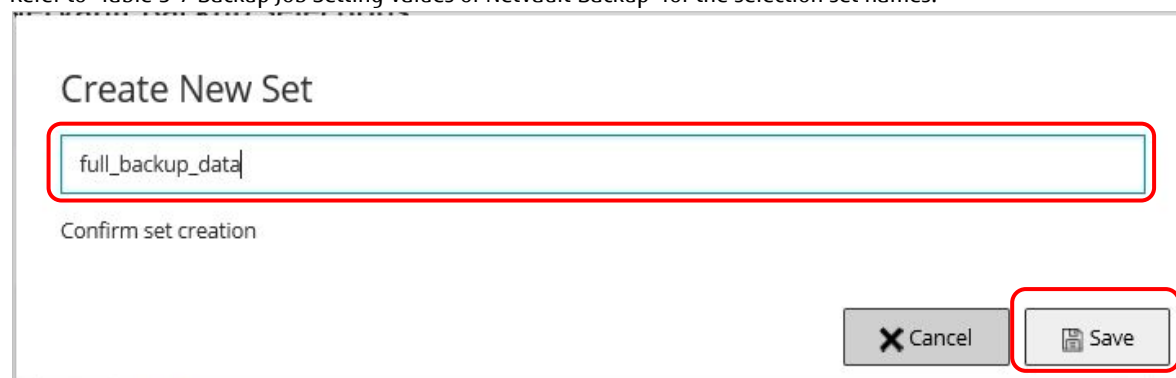 Refer to "Table 3-7 Backup Job Setting Values of NetVault Backup" for the selection set names.
Create New Set
full_backup_data
Confirm set creation
Cancel
Save